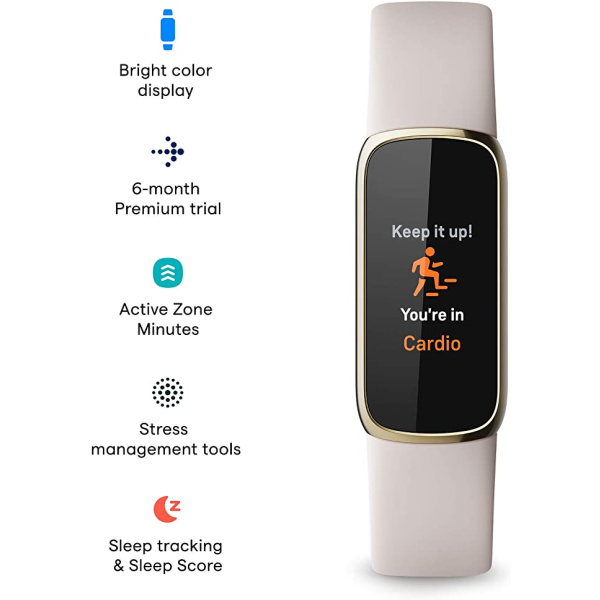 Bright color
display
6-month
Premium trial
Active Zone
Minutes
Stress
management tools
Sleep tracking
& Sleep Score
Keep it up!
You're in
Cardio